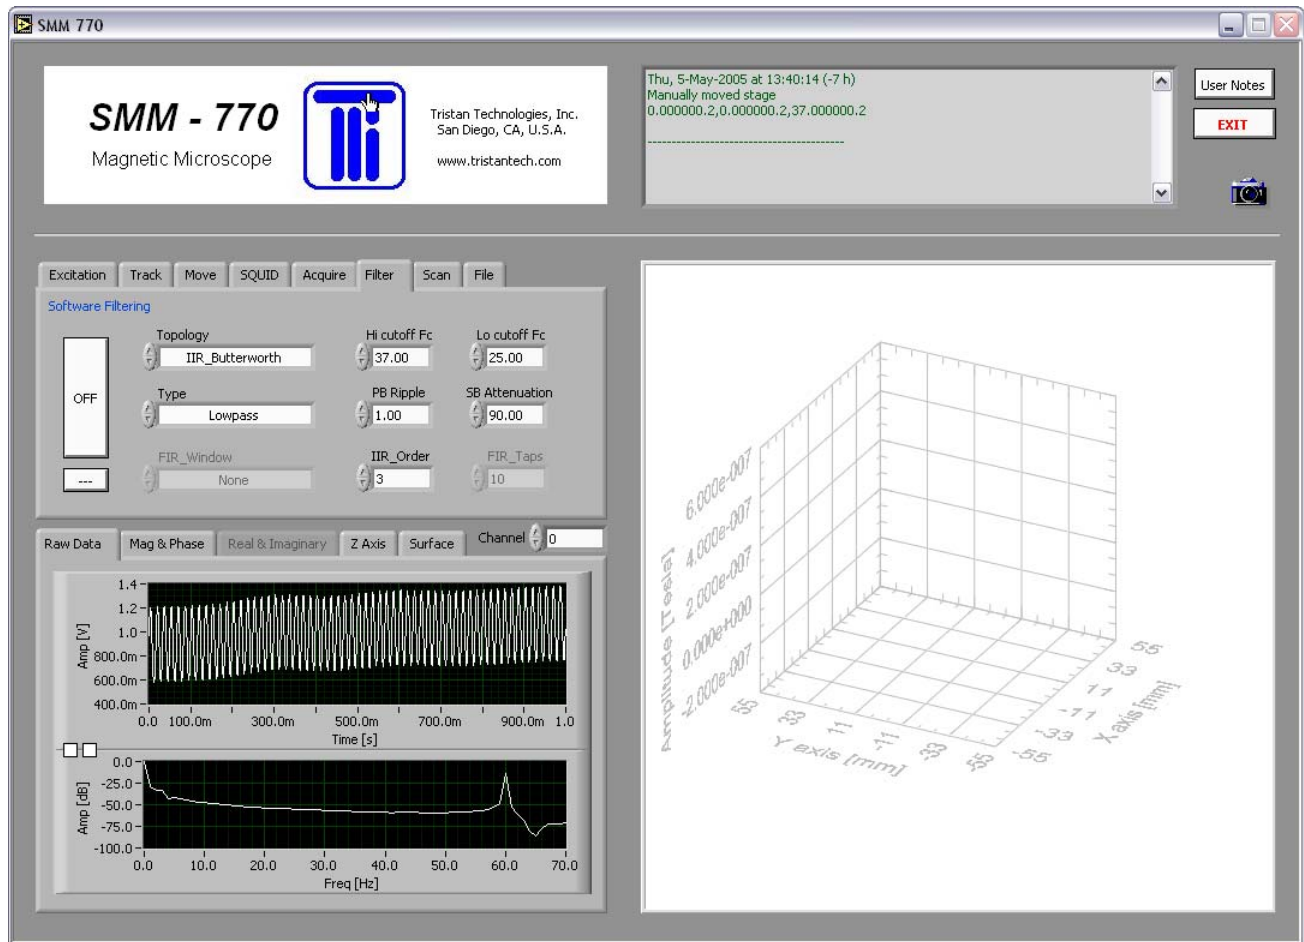 SMM 770
SMM - 770
Magnetic Microscope
Tristan Technologies, Inc.
San Diego, CA, U.S.A.
www.tristantech.com
Thu, 5-May-2005 at 13:40:14 (-7 h)
Manually moved stage
0.000000.2,0.000000.2,37.000000.2
-----------------------------------------
User Notes
EXIT
Excitation Track Move SQUID Acquire Filter Scan File
Software Filtering
OFF
---
Topology Hi cutoff Fc Lo cutoff Fc
IIR_Butterworth 37.00 25.00
Type PB Ripple SB Attenuation
Lowpass 1.00 90.00
FIR_Window IIR_Order FIR_Taps
None 3 10
Raw Data Mag & Phase Real & Imaginary Z Axis Surface Channel 0
Amp [V]
1.4
1.2
1.0
800.0m
600.0m
400.0m
0.0 100.0m 300.0m 500.0m 700.0m 900.0m 1.0
Time [s]
Amp [dB]
0.0
-25.0
-50.0
-75.0
-100.0
0.0 10.0 20.0 30.0 40.0 50.0 60.0 70.0
Freq [Hz]
Amplitude [Tesla]
6.000e-007
4.000e-007
2.000e-007
0.000e+000
-2.000e-007
55 33 11 -11 -33 -55
Y axis [mm]
55
33
11
-11
-33
-55
X axis [mm]